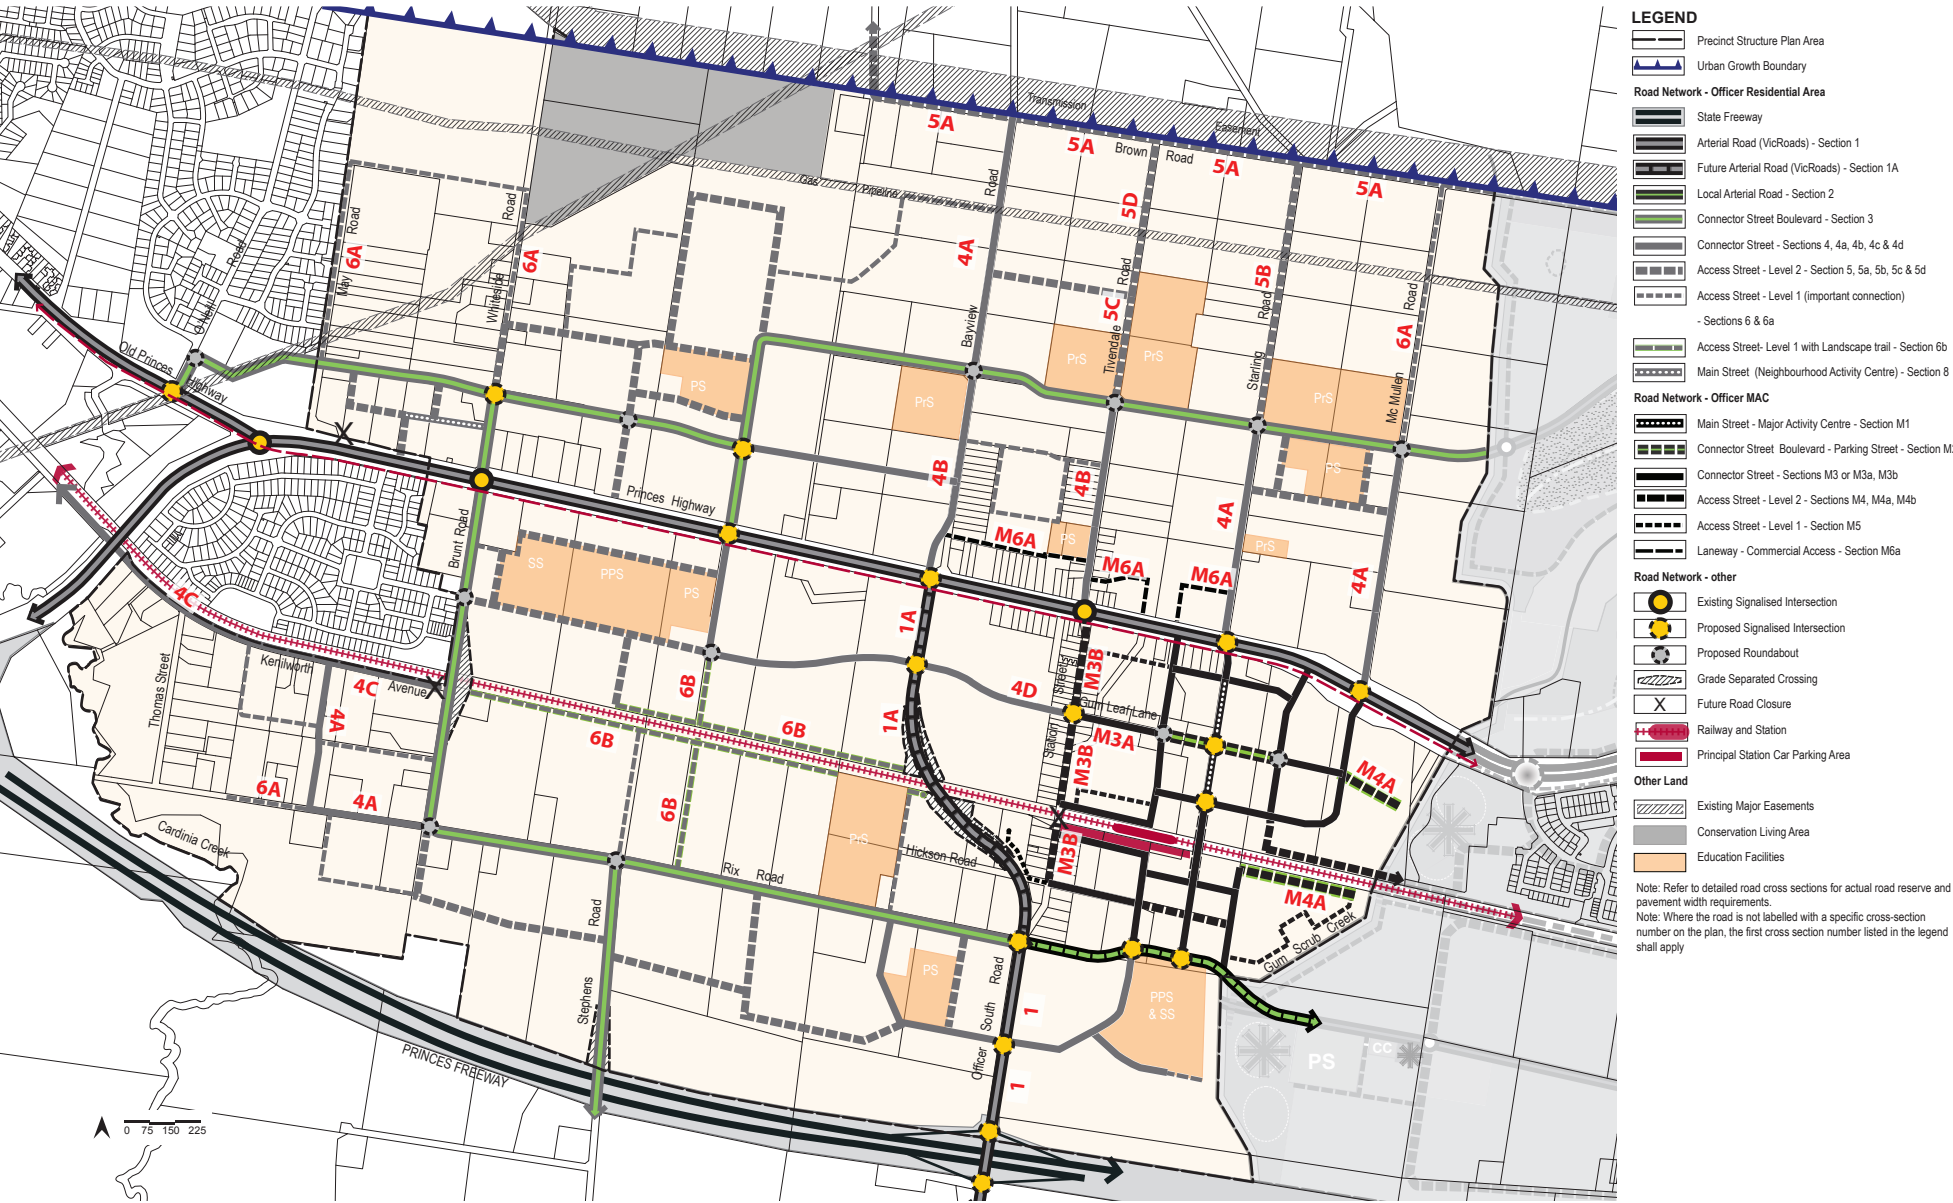 LEGEND
Precinct Structure Plan Area
Urban Growth Boundary
Road Network - Officer Residential Area
State Freeway
Arterial Road (VicRoads) - Section 1
Future Arterial Road (VicRoads) - Section 1A
Local Arterial Road - Section 2
Connector Street Boulevard - Section 3
Connector Street - Sections 4, 4a, 4b, 4c & 4d
Access Street - Level 2 - Section 5, 5a, 5b, 5c & 5d
Access Street - Level 1 (important connection)
- Sections 6 & 6a
Access Street- Level 1 with Landscape trail - Section 6b
Main Street (Neighbourhood Activity Centre) - Section 8
Road Network - Officer MAC
Main Street - Major Activity Centre - Section M1
Connector Street Boulevard - Parking Street - Section M
Connector Street - Sections M3 or M3a, M3b
Access Street - Level 2 - Sections M4, M4a, M4b
Access Street - Level 1 - Section M5
Laneway - Commercial Access - Section M6a
Road Network - other
Existing Signalised Intersection
Proposed Signalised Intersection
Proposed Roundabout
Grade Separated Crossing
X Future Road Closure
Railway and Station
Principal Station Car Parking Area
Other Land
Existing Major Easements
Conservation Living Area
Education Facilities
Note: Refer to detailed road cross sections for actual road reserve and
pavement width requirements.
Note: Where the road is not labelled with a specific cross-section
number on the plan, the first cross section number listed in the legend
shall apply
Transmission
Easement
5A
5A
Brown Road
5A
5A
Gas Pipeline
Road
Road
Road
Road
5D
6A
6A
4A
May
O'Neil
Road
Whiteside
Road
5B
Road
Road
5C
6A
Bayview
Tivendale
Starling
Mc Mullen
Old Princes
Highway
X
PS
PrS
PrS
PrS
PrS
PS
4B
4B
4A
4A
Princes Highway
Brunt Road
SS
PPS
PS
M6A
PS
M6A
M6A
PrS
4C
1A
Kenilworth
Avenue
X
4C
4A
Thomas Street
6B
4D
M3B
Street
Station
Gum Leaf Lane
M3A
1A
6B
6B
M3B
M4A
6A
4A
6B
X
Cardinia Creek
PrS
Hickson Road
M3B
Rix Road
M4A
Gum Scrub Creek
Road
Stephens
PS
Road
South
Officer
1
1
PPS
& SS
PS
CC
PRINCES FREEWAY
0 75 150 225